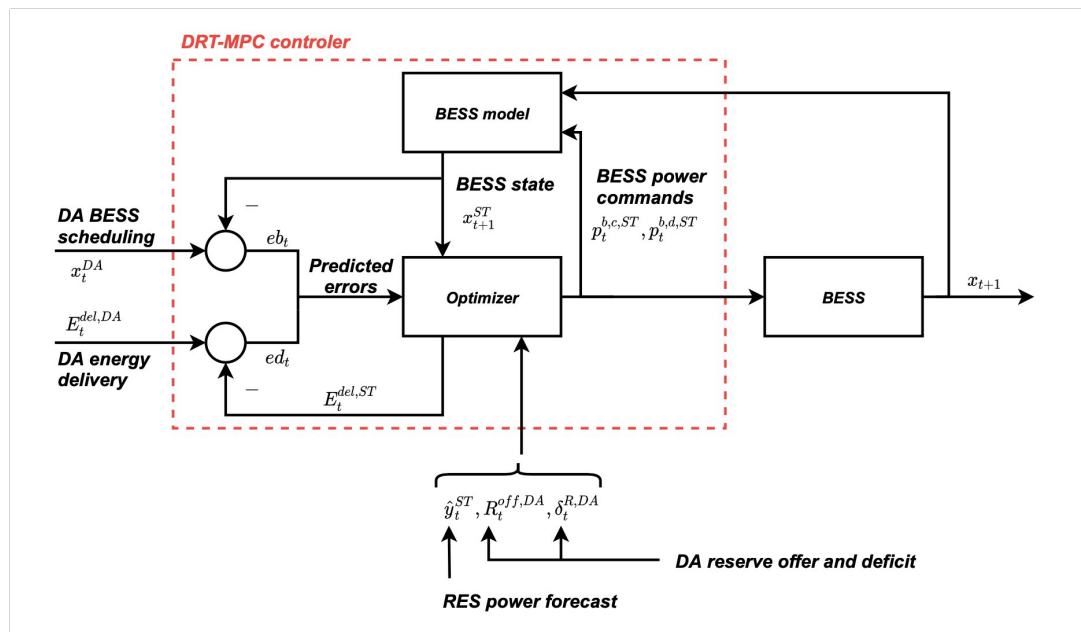 DRT-MPC controler
BESS model
BESS state
x_{t+1}^{ST}
BESS power
commands
p_t^{b,c,ST}, p_t^{b,d,ST}
DA BESS
scheduling
x_t^{DA}
−
eb_t
Predicted
errors
Optimizer
BESS
x_{t+1}
E_t^{del,DA}
DA energy
delivery
ed_t
−
E_t^{del,ST}
ŷ_t^{ST}, R_t^{off,DA}, δ_t^{R,DA}
DA reserve offer and deficit
RES power forecast